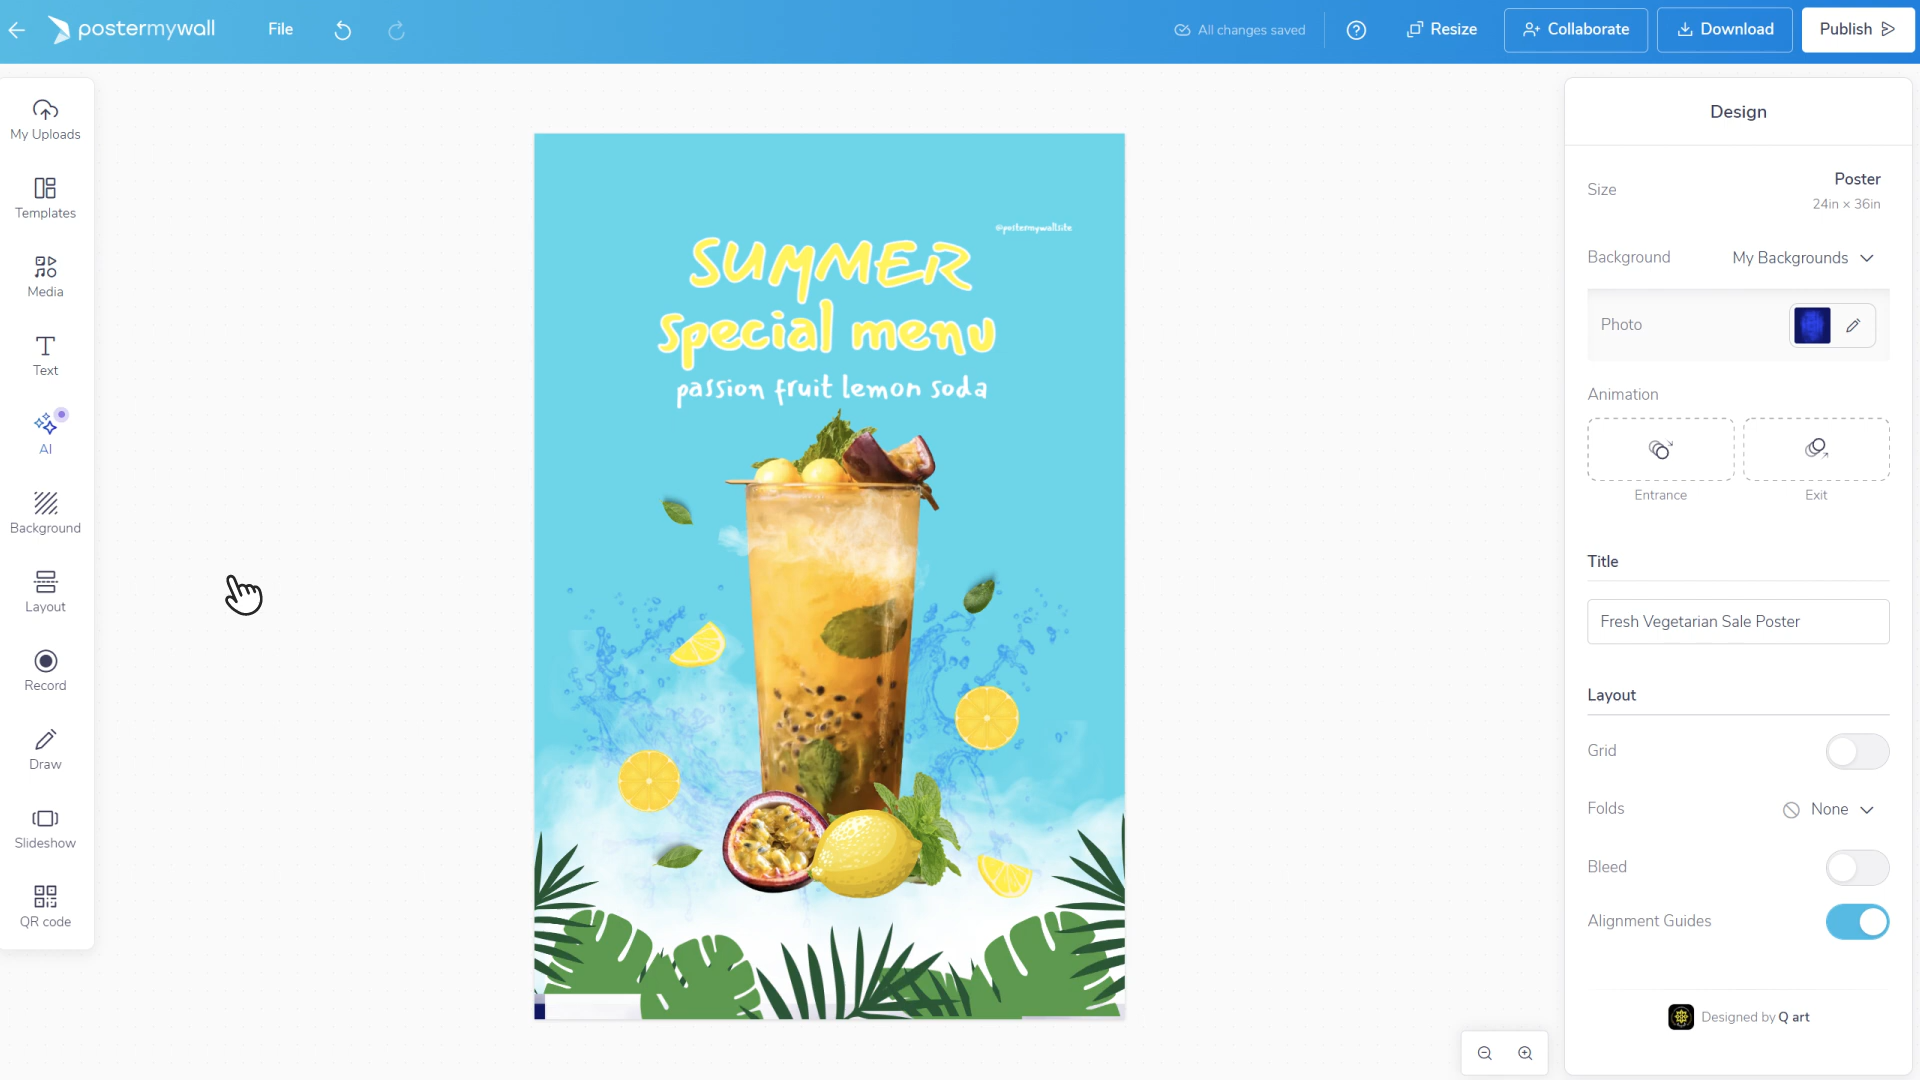 postermywall
File
All changes saved
Resize
Collaborate
Download
Publish
My Uploads
Templates
Media
Text
AI
Background
Layout
Record
Draw
Slideshow
QR code
@postermywallsite
SUMMER
Special menu
passion fruit lemon soda
Design
Size
Poster
24in × 36in
Background
My Backgrounds
Photo
Animation
Entrance
Exit
Title
Fresh Vegetarian Sale Poster
Layout
Grid
Folds
None
Bleed
Alignment Guides
Designed by Q art